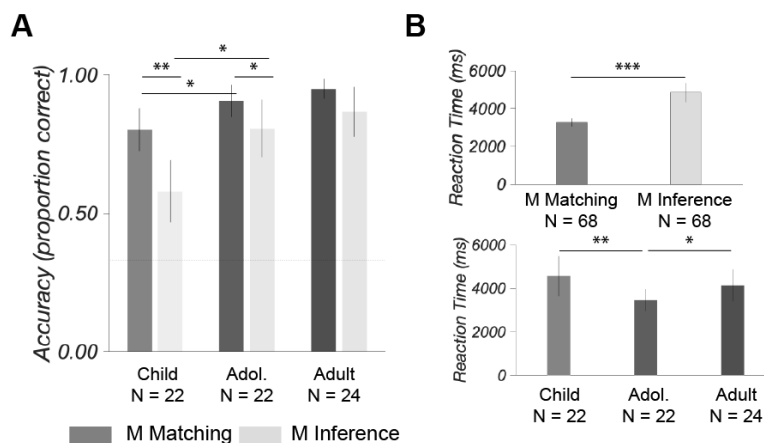 A
Accuracy (proportion correct)
1.00
0.50
0.00
**
*
*
*
Child
N = 22
Adol.
N = 22
Adult
N = 24
M Matching
M Inference
B
Reaction Time (ms)
6000
4000
2000
0
***
M Matching
N = 68
M Inference
N = 68
Reaction Time (ms)
6000
4000
2000
0
**
*
Child
N = 22
Adol.
N = 22
Adult
N = 24